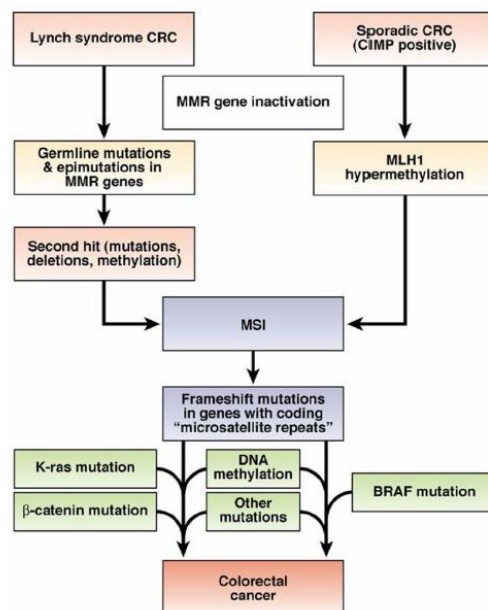 Lynch syndrome CRC
Sporadic CRC
(CIMP positive)
MMR gene inactivation
Germline mutations
& epimutations in
MMR genes
MLH1
hypermethylation
Second hit (mutations,
deletions, methylation)
MSI
Frameshift mutations
in genes with coding
“microsatellite repeats”
K-ras mutation
DNA
methylation
BRAF mutation
β-catenin mutation
Other
mutations
Colorectal
cancer